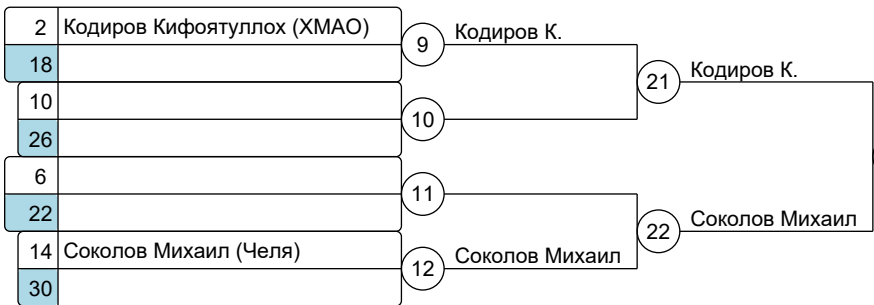 2 Кодиров Кифоятуллох (ХМАО)
9 Кодиров К.
18
21 Кодиров К.
10
10
26
6
11
22
22 Соколов Михаил
14 Соколов Михаил (Челя)
12 Соколов Михаил
30